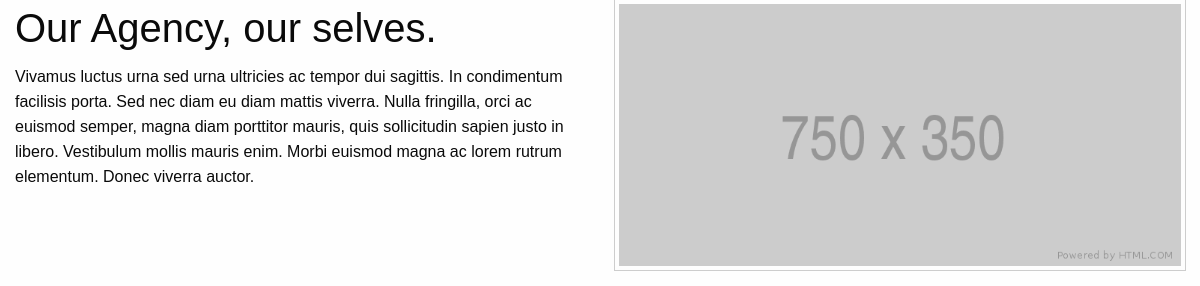 Our Agency, our selves.
Vivamus luctus urna sed urna ultricies ac tempor dui sagittis. In condimentum
facilisis porta. Sed nec diam eu diam mattis viverra. Nulla fringilla, orci ac
euismod semper, magna diam porttitor mauris, quis sollicitudin sapien justo in
libero. Vestibulum mollis mauris enim. Morbi euismod magna ac lorem rutrum
elementum. Donec viverra auctor.
750 x 350
Powered by HTML.COM